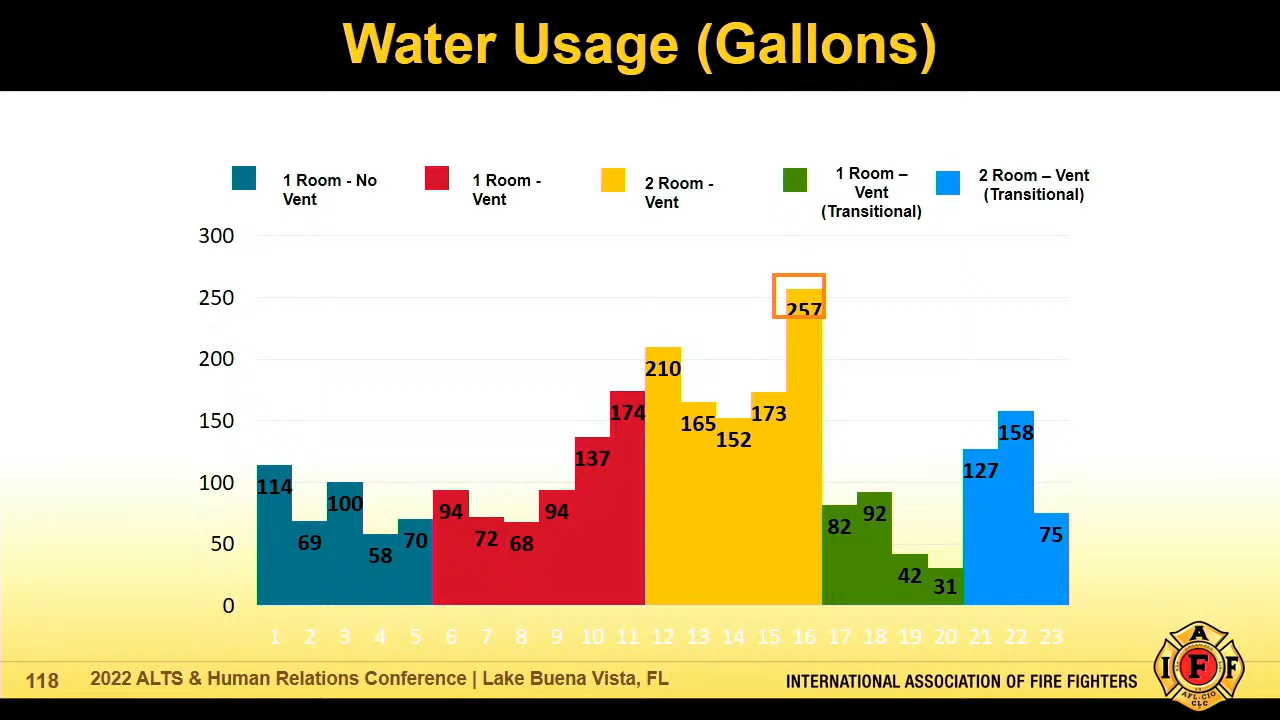 Water Usage (Gallons)
1 Room - No
Vent
1 Room -
Vent
2 Room -
Vent
1 Room –
Vent
(Transitional)
2 Room – Vent
(Transitional)
300
250
200
150
100
50
0
114
69
100
58
70
94
72
68
94
137
174
210
165
152
173
257
82
92
42
31
127
158
75
1 2 3 4 5 6 7 8 9 10 11 12 13 14 15 16 17 18 19 20 21 22 23
118 2022 ALTS & Human Relations Conference | Lake Buena Vista, FL
INTERNATIONAL ASSOCIATION OF FIRE FIGHTERS
A
I F F
AFL-CIO
CLC